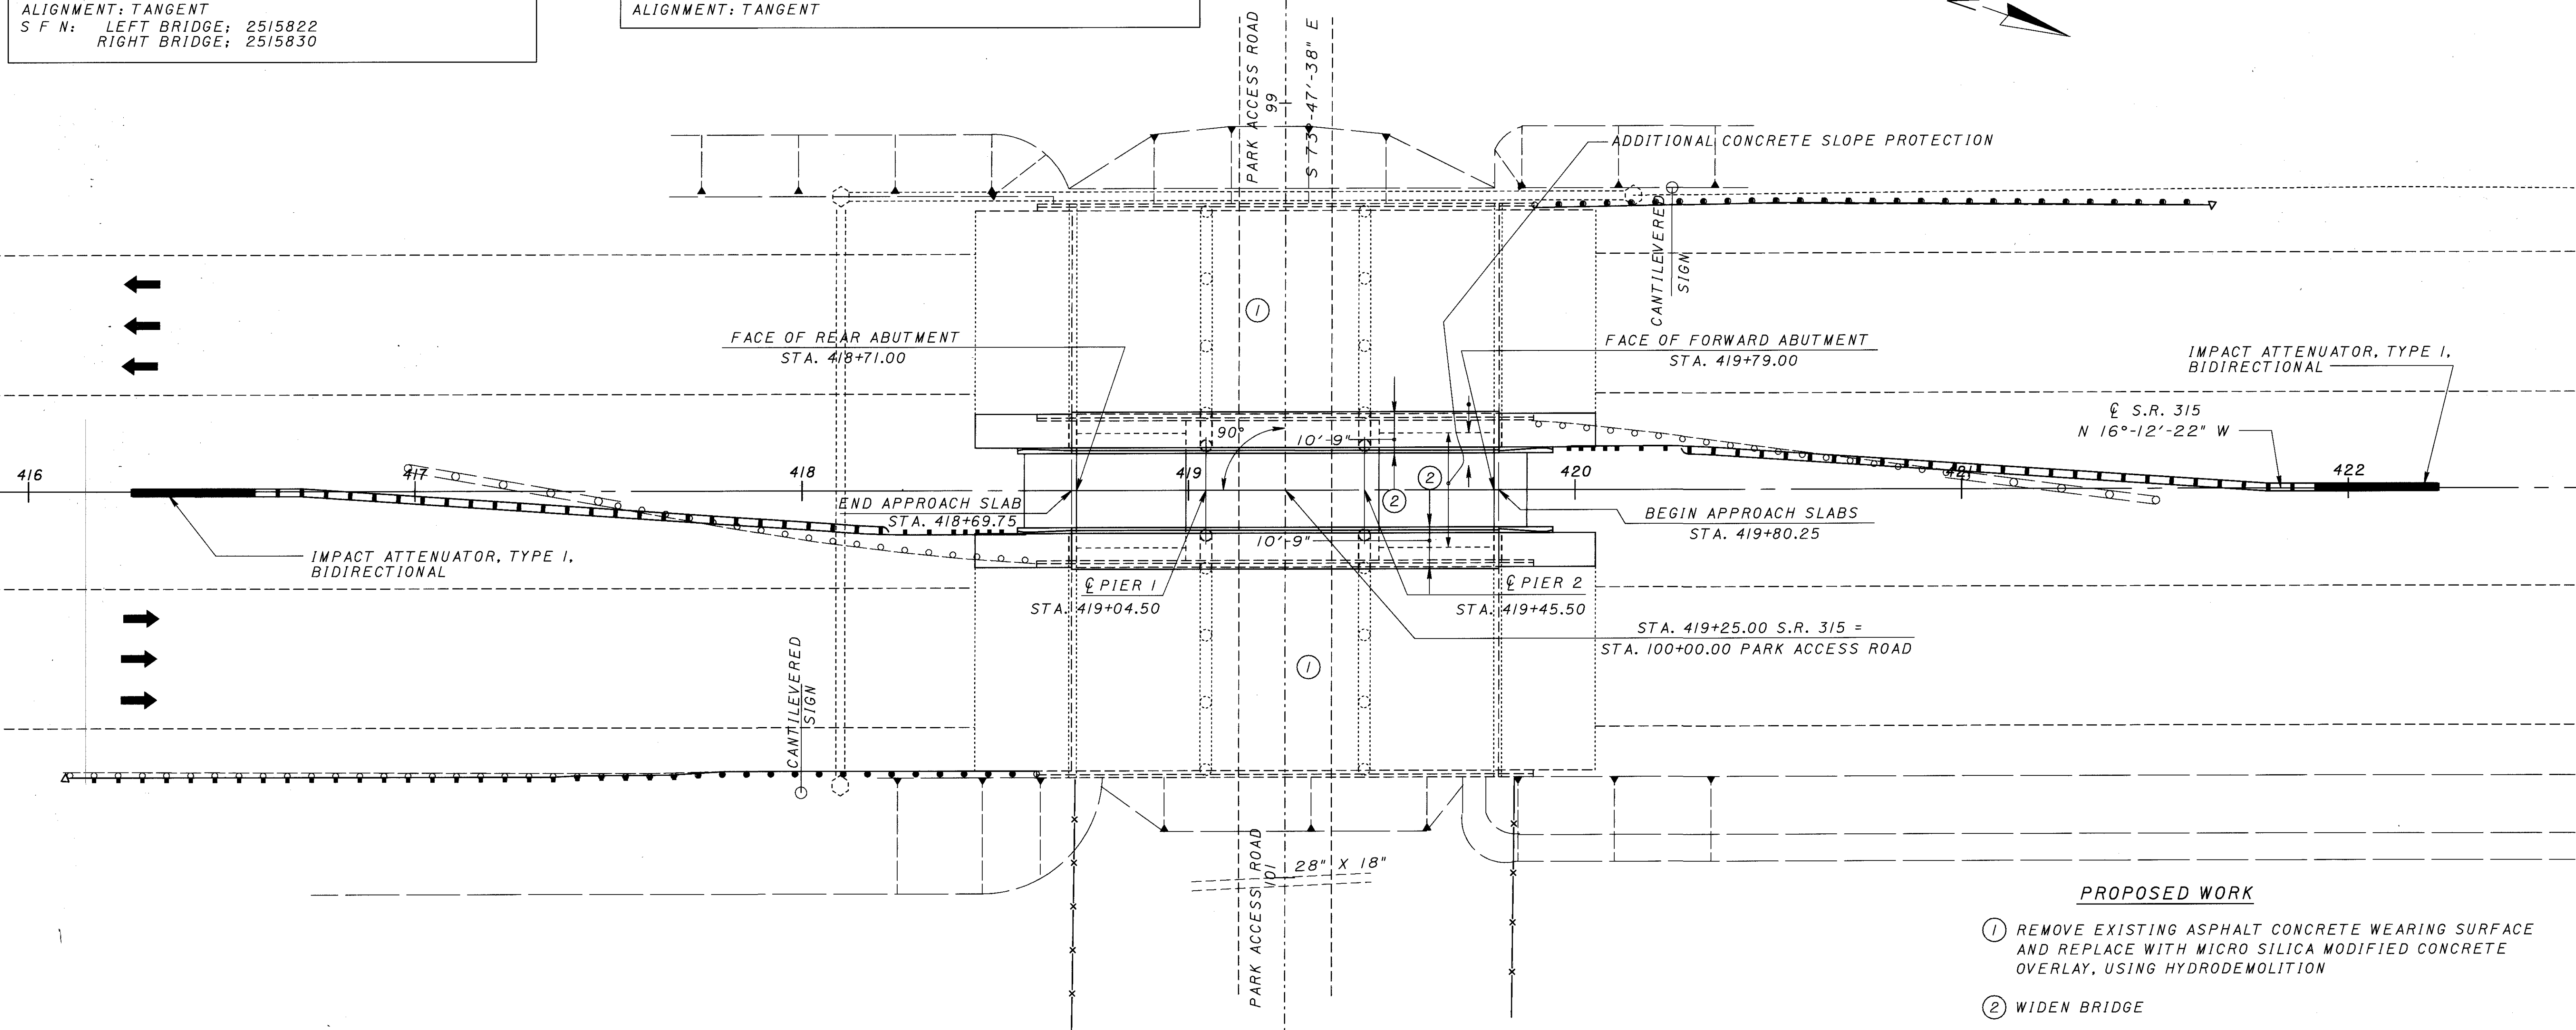 ALIGNMENT: TANGENT
S F N: LEFT BRIDGE; 2515822
RIGHT BRIDGE; 2515830
ALIGNMENT: TANGENT
PARK ACCESS ROAD
99
S 73°-47'-38" E
ADDITIONAL CONCRETE SLOPE PROTECTION
CANTILEVERED
SIGN
1
FACE OF REAR ABUTMENT
STA. 418+71.00
FACE OF FORWARD ABUTMENT
STA. 419+79.00
IMPACT ATTENUATOR, TYPE 1,
BIDIRECTIONAL
℄ S.R. 315
N 16°-12'-22" W
90°
10'-9"
2
416
417
418
419
420
421
422
2
END APPROACH SLAB
STA. 418+69.75
BEGIN APPROACH SLABS
STA. 419+80.25
10'-9"
IMPACT ATTENUATOR, TYPE 1,
BIDIRECTIONAL
℄ PIER 1
STA. 419+04.50
℄ PIER 2
STA. 419+45.50
STA. 419+25.00 S.R. 315 =
STA. 100+00.00 PARK ACCESS ROAD
1
CANTILEVERED
SIGN
PARK ACCESS ROAD
101
28" X 18"
PROPOSED WORK
1 REMOVE EXISTING ASPHALT CONCRETE WEARING SURFACE
AND REPLACE WITH MICRO SILICA MODIFIED CONCRETE
OVERLAY, USING HYDRODEMOLITION
2 WIDEN BRIDGE